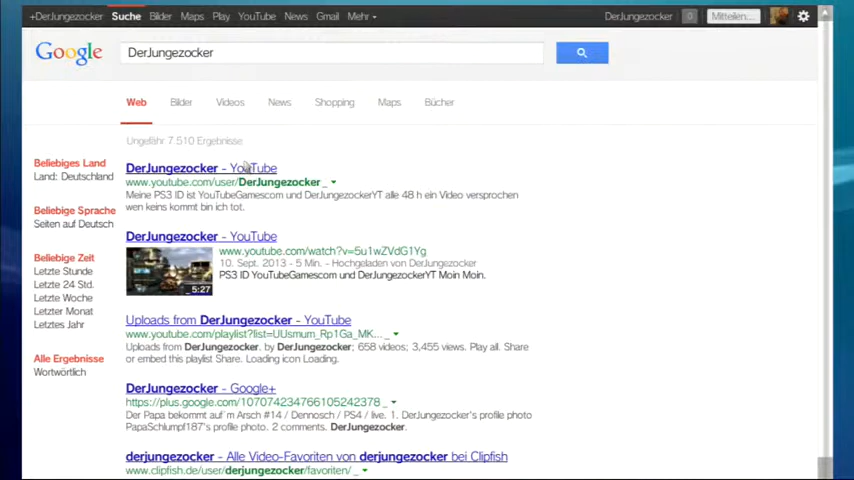 +DerJungezocker Suche Bilder Maps Play YouTube News Gmail Mehr DerJungezocker 0 Mitteilen...
Google DerJungezocker
Web Bilder Videos News Shopping Maps Bücher
Ungefähr 7.510 Ergebnisse
Beliebiges Land
Land: Deutschland
Beliebige Sprache
Seiten auf Deutsch
Beliebige Zeit
Letzte Stunde
Letzte 24 Std.
Letzte Woche
Letzter Monat
Letztes Jahr
Alle Ergebnisse
Wortwörtlich
DerJungezocker - YouTube
www.youtube.com/user/DerJungezocker_
Meine PS3 ID ist YouTubeGamescom und DerJungezockerYT alle 48 h ein Video versprochen
wen keins kommt bin ich tot.
DerJungezocker - YouTube
www.youtube.com/watch?v=5u1wZVdG1Yg
10. Sept. 2013 - 5 Min. - Hochgeladen von DerJungezocker
PS3 ID YouTubeGamescom und DerJungezockerYT Moin Moin.
5:27
Uploads from DerJungezocker - YouTube
www.youtube.com/playlist?list=UUsmum_Rp1Ga_MK..._
Uploads from DerJungezocker. by DerJungezocker; 658 videos; 3,455 views. Play all. Share
or embed this playlist Share. Loading icon Loading.
DerJungezocker - Google+
https://plus.google.com/107074234766105242378_
Der Papa bekommt auf´m Arsch #14 / Dennosch / PS4 / live. 1. DerJungezocker's profile photo
PapaSchlumpf187's profile photo. 2 comments. DerJungezocker.
derjungezocker - Alle Video-Favoriten von derjungezocker bei Clipfish
www.clipfish.de/user/derjungezocker/favoriten/_